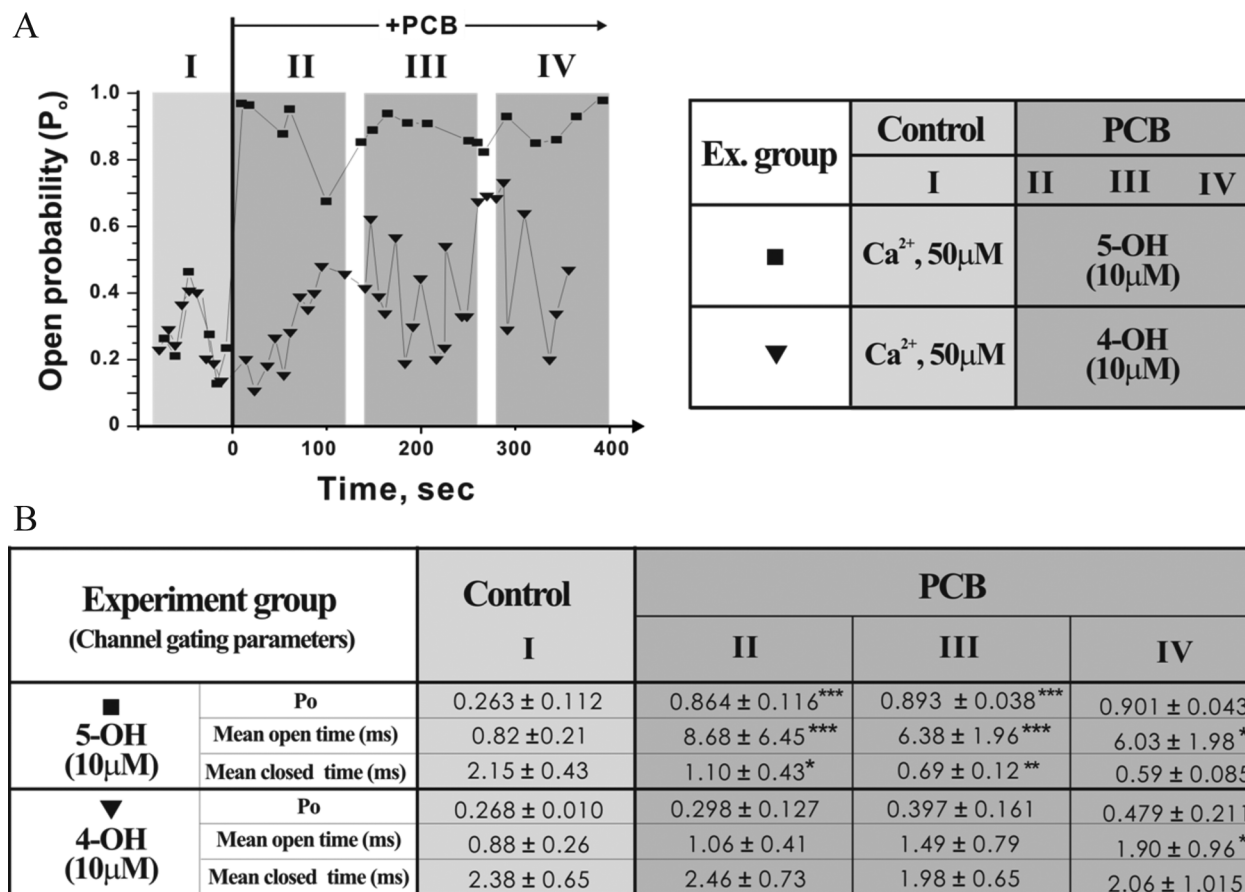 A
+PCB
I II III IV
Open probability (Po)
1.0
0.8
0.6
0.4
0.2
0
0 100 200 300 400
Time, sec
Ex. group Control PCB
I II III IV
■ Ca²⁺, 50µM 5-OH
(10µM)
▼ Ca²⁺, 50µM 4-OH
(10µM)
B
Experiment group
(Channel gating parameters)
Control PCB
I II III IV
■
5-OH
(10µM)
Po 0.263 ± 0.112 0.864 ± 0.116*** 0.893 ± 0.038*** 0.901 ± 0.043
Mean open time (ms) 0.82 ±0.21 8.68 ± 6.45*** 6.38 ± 1.96*** 6.03 ± 1.98*
Mean closed time (ms) 2.15 ± 0.43 1.10 ± 0.43* 0.69 ± 0.12** 0.59 ± 0.085
▼
4-OH
(10µM)
Po 0.268 ± 0.010 0.298 ± 0.127 0.397 ± 0.161 0.479 ± 0.211
Mean open time (ms) 0.88 ± 0.26 1.06 ± 0.41 1.49 ± 0.79 1.90 ± 0.96*
Mean closed time (ms) 2.38 ± 0.65 2.46 ± 0.73 1.98 ± 0.65 2.06 ± 1.015